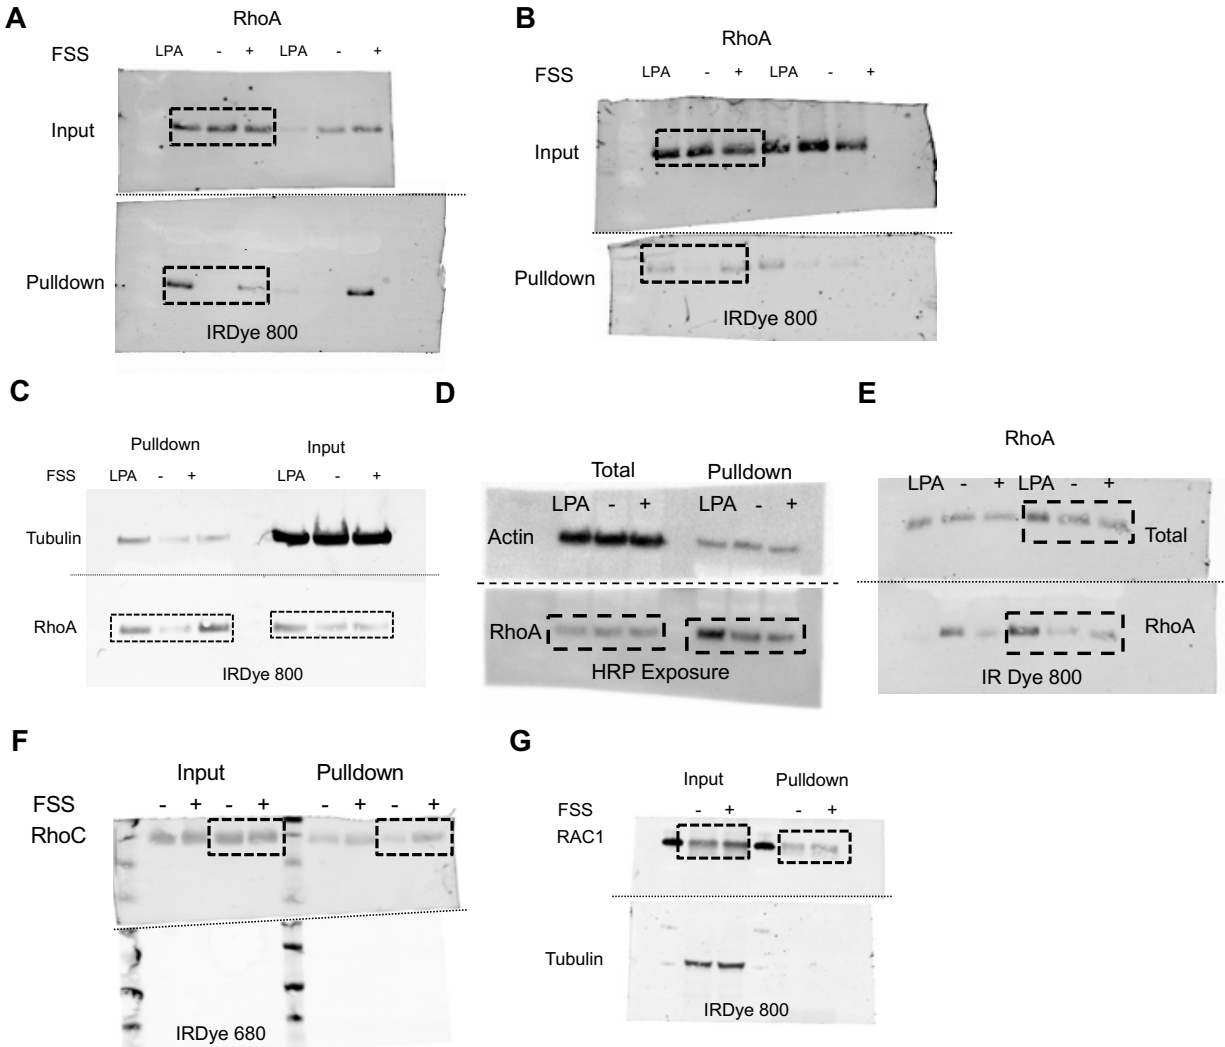 A
RhoA
FSS LPA - + LPA - +
Input
Pulldown
IRDye 800
B
RhoA
FSS LPA - + LPA - +
Input
Pulldown
IRDye 800
C
Pulldown Input
FSS LPA - + LPA - +
Tubulin
RhoA
IRDye 800
D
Total Pulldown
LPA - + LPA - +
Actin
RhoA
HRP Exposure
E
RhoA
LPA - + LPA - +
Total
RhoA
IR Dye 800
F
Input Pulldown
FSS - + - + - + - +
RhoC
IRDye 680
G
Input Pulldown
FSS - + - +
RAC1
Tubulin
IRDye 800